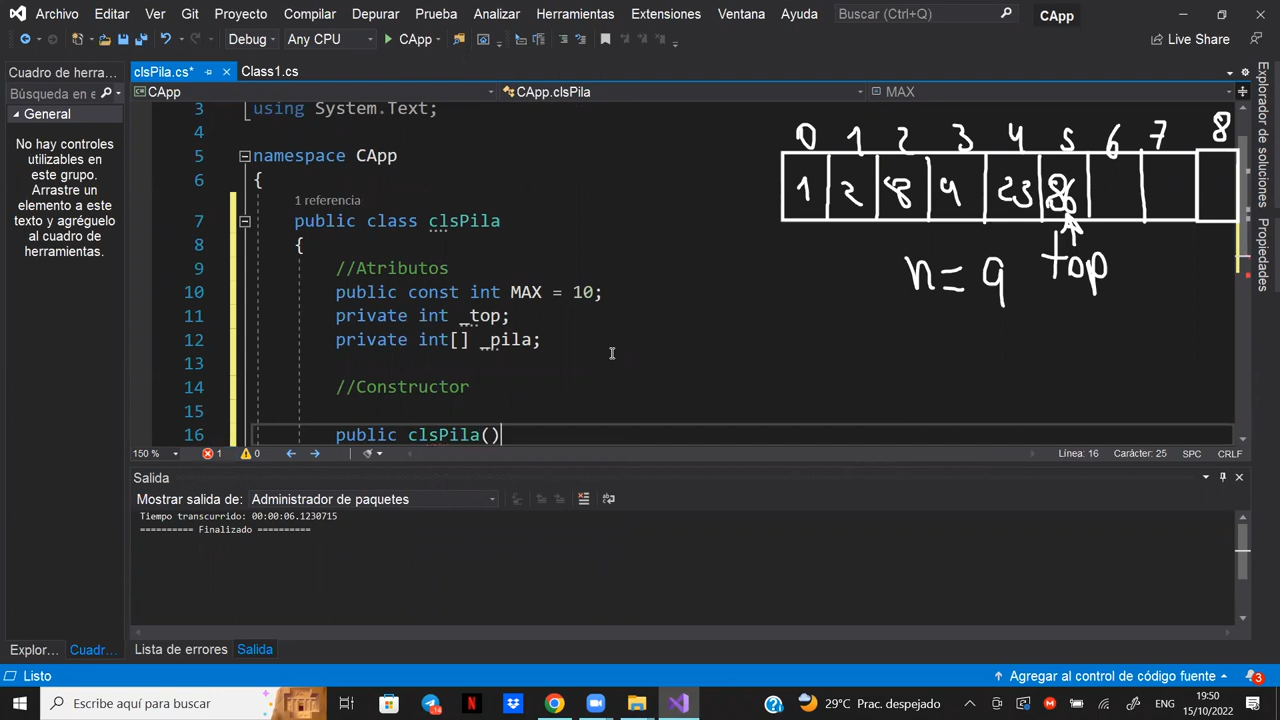 Archivo Editar Ver Git Proyecto Compilar Depurar Prueba Analizar Herramientas Extensiones Ventana Ayuda Buscar (Ctrl+Q) CApp
Debug Any CPU CApp Live Share
Cuadro de herra...
Búsqueda en e
General
No hay controles
utilizables en
este grupo.
Arrastre un
elemento a este
texto y agréguelo
al cuadro de
herramientas.
Explor... Cuadr...
clsPila.cs* Class1.cs
CApp CApp.clsPila MAX
3 using System.Text;
4
5 namespace CApp
6 {
1 referencia
7 public class clsPila
8 {
9 //Atributos
10 public const int MAX = 10;
11 private int _top;
12 private int[] _pila;
13
14 //Constructor
15
16 public clsPila()
0 1 2 3 4 5 6 7 8
1 2 8 9 23
n = 9 top
150 % 1 0 Línea: 16 Carácter: 25 SPC CRLF
Salida
Mostrar salida de: Administrador de paquetes
Tiempo transcurrido: 00:00:06.1230715
========== Finalizado ==========
Lista de errores Salida
Explorador de soluciones
Propiedades
Listo Agregar al control de código fuente 3
Escribe aquí para buscar 14 29°C Prac. despejado ESP 19:50
15/10/2022